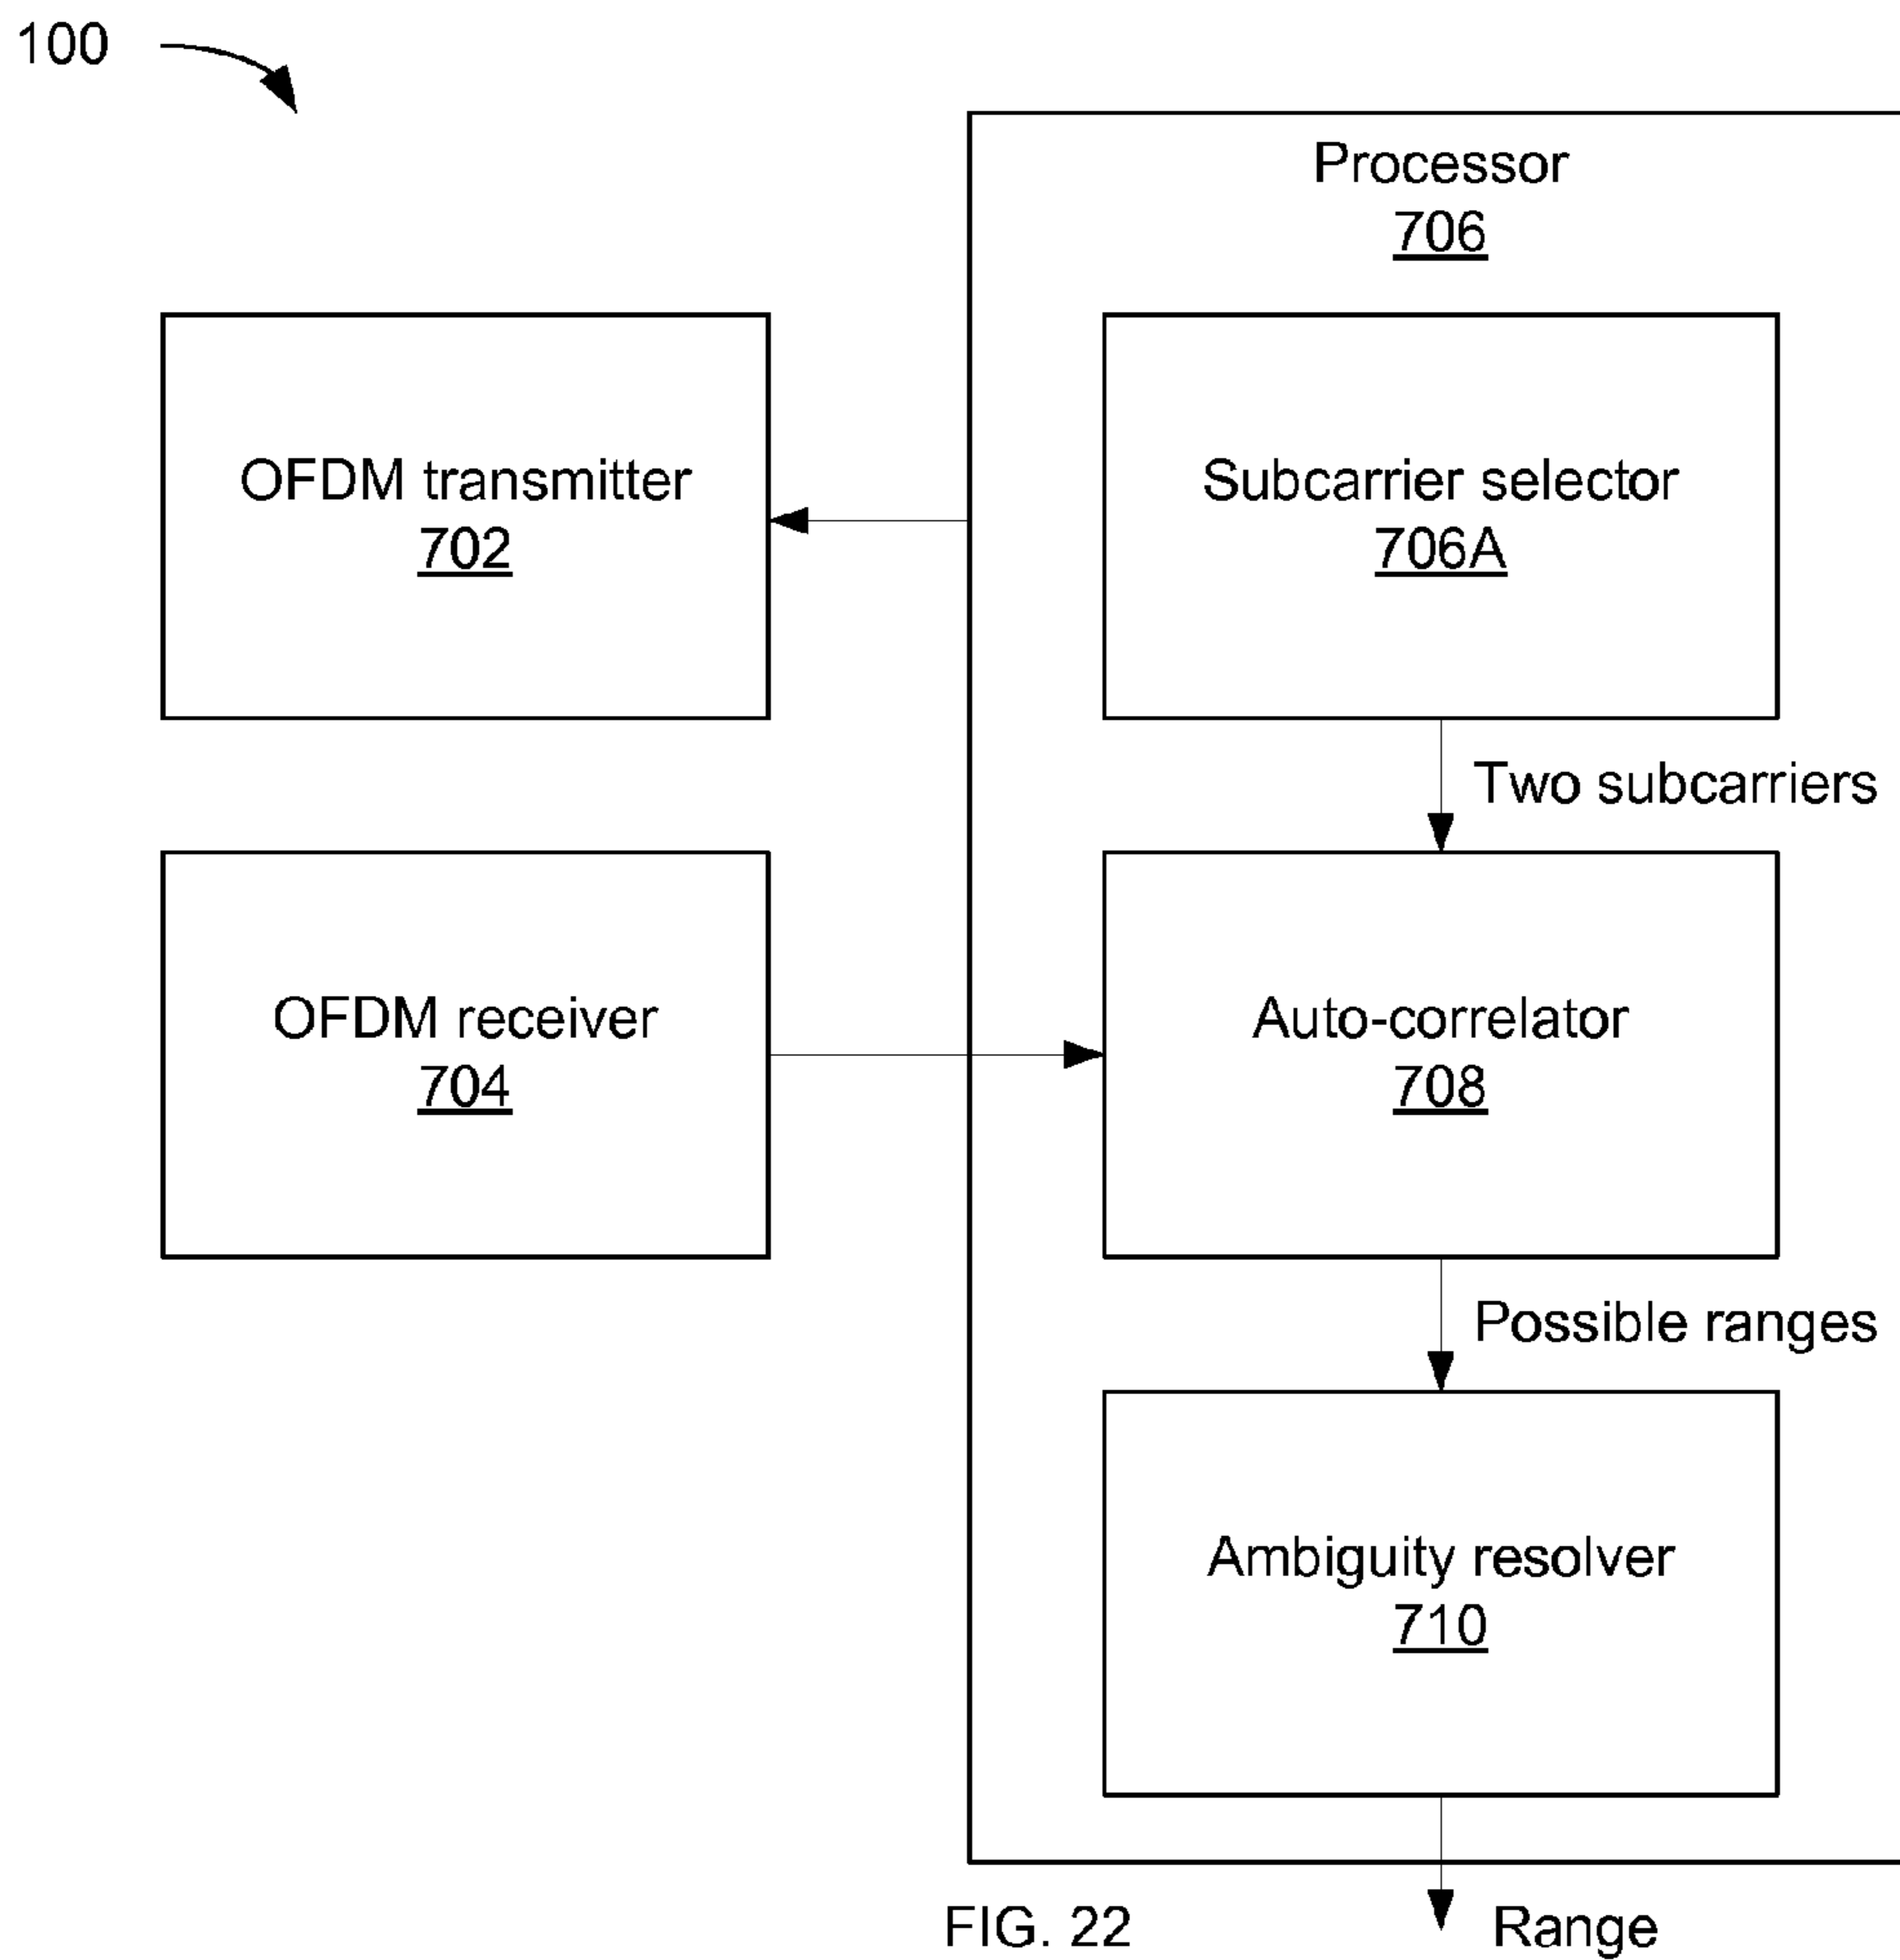 100
Processor
706
OFDM transmitter
702
Subcarrier selector
706A
Two subcarriers
OFDM receiver
704
Auto-correlator
708
Possible ranges
Ambiguity resolver
710
FIG. 22
Range